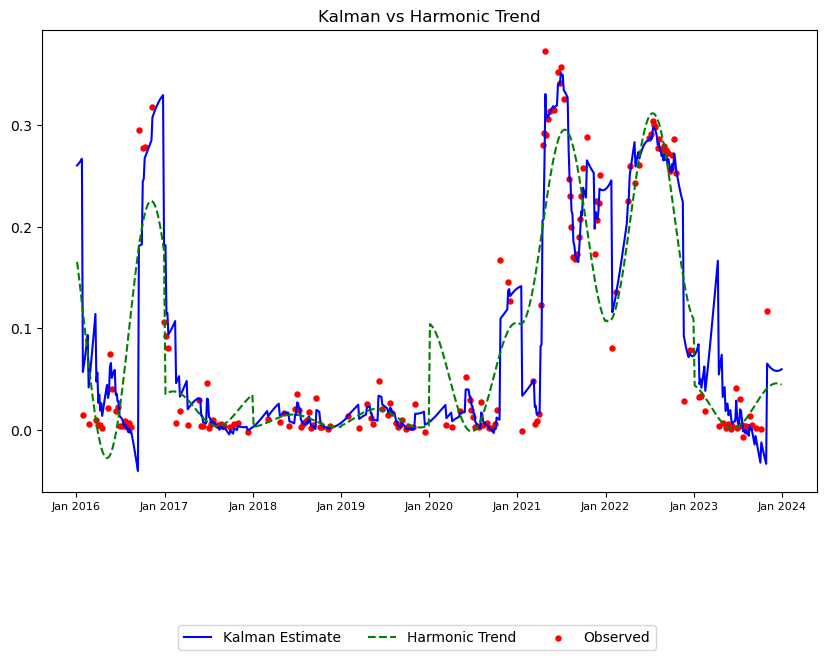 Kalman vs Harmonic Trend
0.3
0.2
0.1
0.0
Jan 2016 Jan 2017 Jan 2018 Jan 2019 Jan 2020 Jan 2021 Jan 2022 Jan 2023 Jan 2024
Kalman Estimate Harmonic Trend Observed